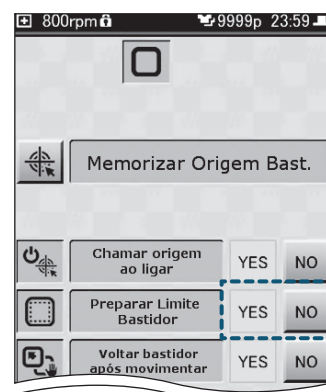 800rpm 9999p 23:59
Memorizar Origem Bast.
Chamar origem
ao ligar
YES NO
Preparar Limite
Bastidor
YES NO
Voltar bastidor
após movimentar
YES NO